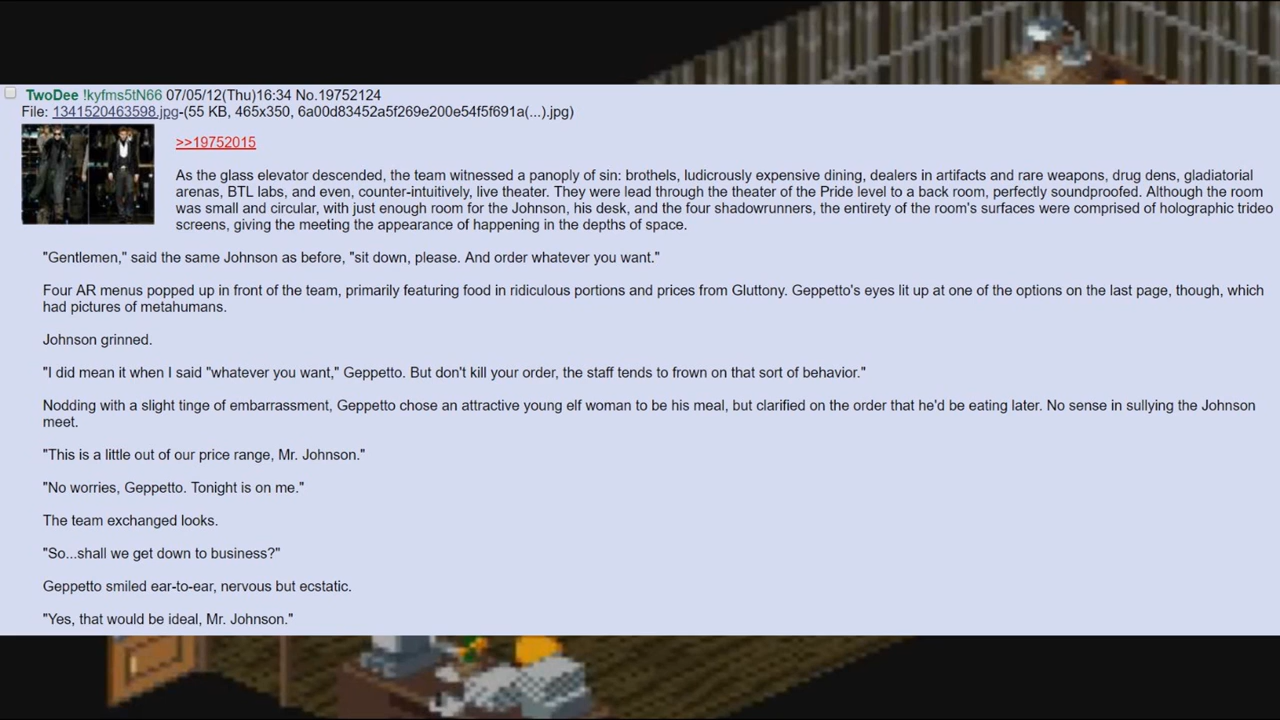 TwoDee !kyfms5tN66 07/05/12(Thu)16:34 No.19752124
File: 1341520463598.jpg-(55 KB, 465x350, 6a00d83452a5f269e200e54f5f691a(...).jpg)
>>19752015
As the glass elevator descended, the team witnessed a panoply of sin: brothels, ludicrously expensive dining, dealers in artifacts and rare weapons, drug dens, gladiatorial
arenas, BTL labs, and even, counter-intuitively, live theater. They were lead through the theater of the Pride level to a back room, perfectly soundproofed. Although the room
was small and circular, with just enough room for the Johnson, his desk, and the four shadowrunners, the entirety of the room's surfaces were comprised of holographic trideo
screens, giving the meeting the appearance of happening in the depths of space.
"Gentlemen," said the same Johnson as before, "sit down, please. And order whatever you want."
Four AR menus popped up in front of the team, primarily featuring food in ridiculous portions and prices from Gluttony. Geppetto's eyes lit up at one of the options on the last page, though, which
had pictures of metahumans.
Johnson grinned.
"I did mean it when I said "whatever you want," Geppetto. But don't kill your order, the staff tends to frown on that sort of behavior."
Nodding with a slight tinge of embarrassment, Geppetto chose an attractive young elf woman to be his meal, but clarified on the order that he'd be eating later. No sense in sullying the Johnson
meet.
"This is a little out of our price range, Mr. Johnson."
"No worries, Geppetto. Tonight is on me."
The team exchanged looks.
"So...shall we get down to business?"
Geppetto smiled ear-to-ear, nervous but ecstatic.
"Yes, that would be ideal, Mr. Johnson."